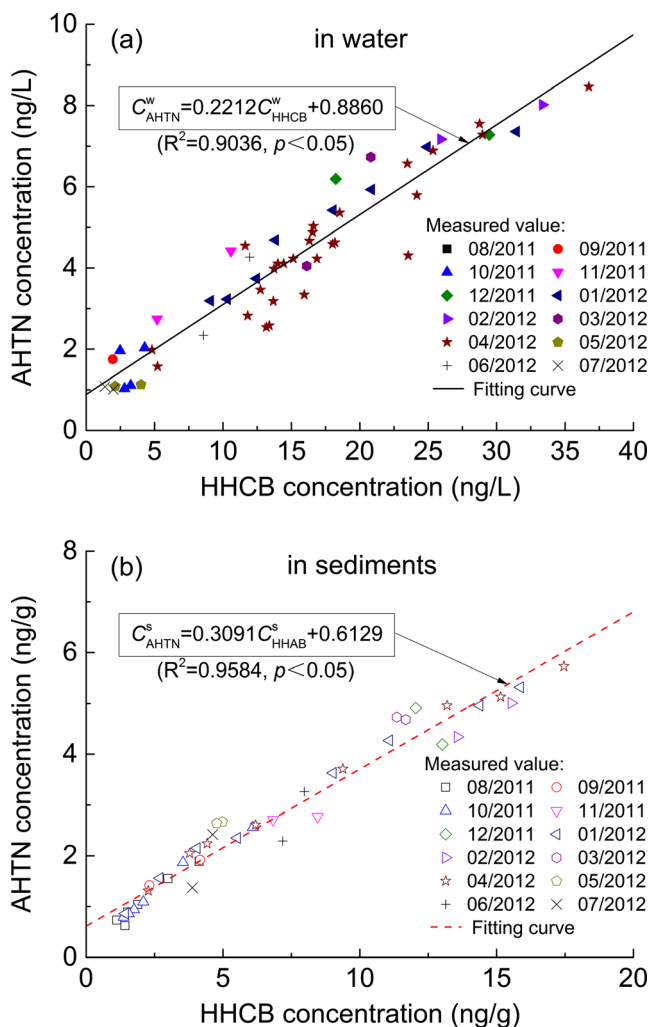 (a)
in water
C^w_AHTN=0.2212C^w_HHCB+0.8860
(R²=0.9036, p<0.05)
Measured value:
08/2011 09/2011
10/2011 11/2011
12/2011 01/2012
02/2012 03/2012
04/2012 05/2012
06/2012 07/2012
Fitting curve
AHTN concentration (ng/L)
10
8
6
4
2
0
0 5 10 15 20 25 30 35 40
HHCB concentration (ng/L)
(b)
in sediments
C^s_AHTN=0.3091C^s_HHAB+0.6129
(R²=0.9584, p<0.05)
Measured value:
08/2011 09/2011
10/2011 11/2011
12/2011 01/2012
02/2012 03/2012
04/2012 05/2012
06/2012 07/2012
Fitting curve
AHTN concentration (ng/g)
8
6
4
2
0
0 5 10 15 20
HHCB concentration (ng/g)